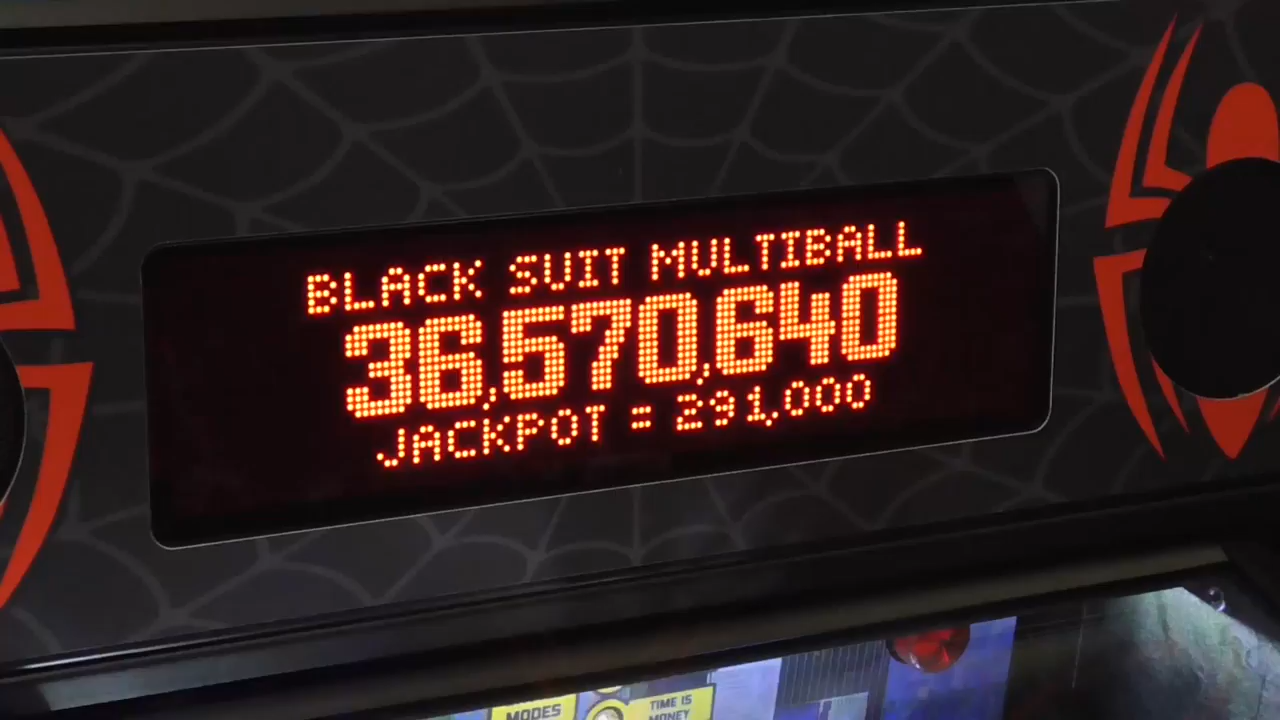 BLACK SUIT MULTIBALL
36,570,640
JACKPOT = 291,000
MODES
TIME IS
MONEY